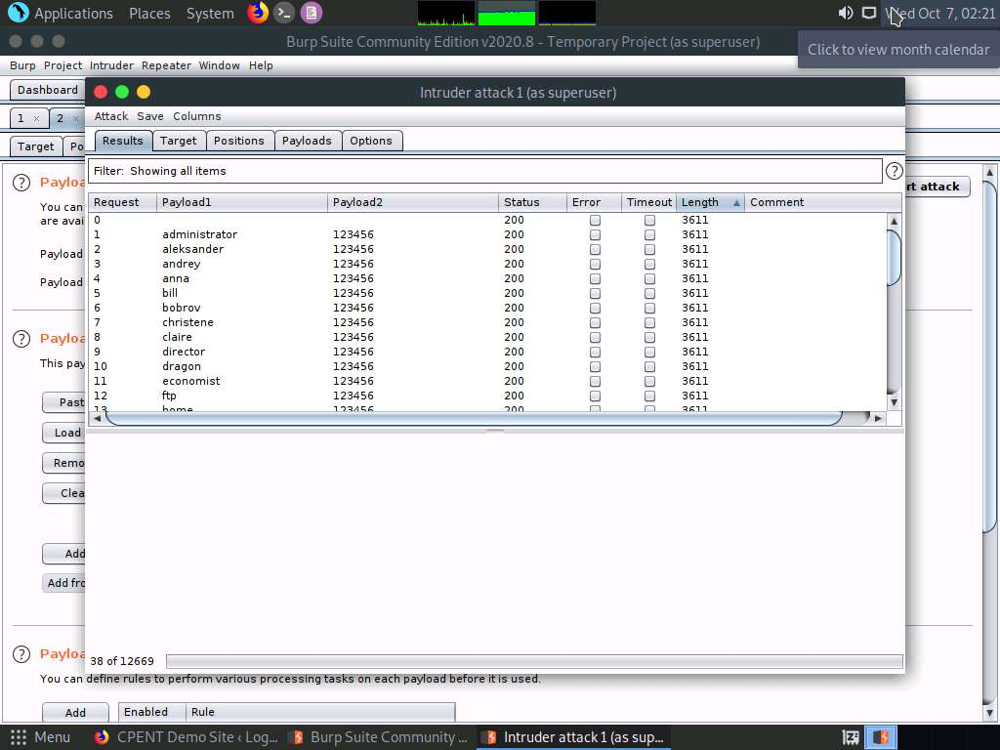 Applications Places System Wed Oct 7, 02:21
Burp Suite Community Edition v2020.8 - Temporary Project (as superuser)
Click to view month calendar
Burp Project Intruder Repeater Window Help
Dashboard
Intruder attack 1 (as superuser)
1 × 2 ×
Attack Save Columns
Target Po
Results Target Positions Payloads Options
Filter: Showing all items ?
? Paylo rt attack
You can
are avai
Request Payload1 Payload2 Status Error Timeout Length Comment
0 200 3611
1 administrator 123456 200 3611
2 aleksander 123456 200 3611
3 andrey 123456 200 3611
4 anna 123456 200 3611
5 bill 123456 200 3611
6 bobrov 123456 200 3611
7 christene 123456 200 3611
8 claire 123456 200 3611
9 director 123456 200 3611
10 dragon 123456 200 3611
11 economist 123456 200 3611
12 ftp 123456 200 3611
13 home 123456 200 3611
Payload
Payload
? Paylo
This pay
Past
Load
Remo
Clea
Add
Add fro
38 of 12669
? Paylo
You can define rules to perform various processing tasks on each payload before it is used.
Add Enabled Rule
Menu CPENT Demo Site ‹ Log... Burp Suite Community ... Intruder attack 1 (as sup...